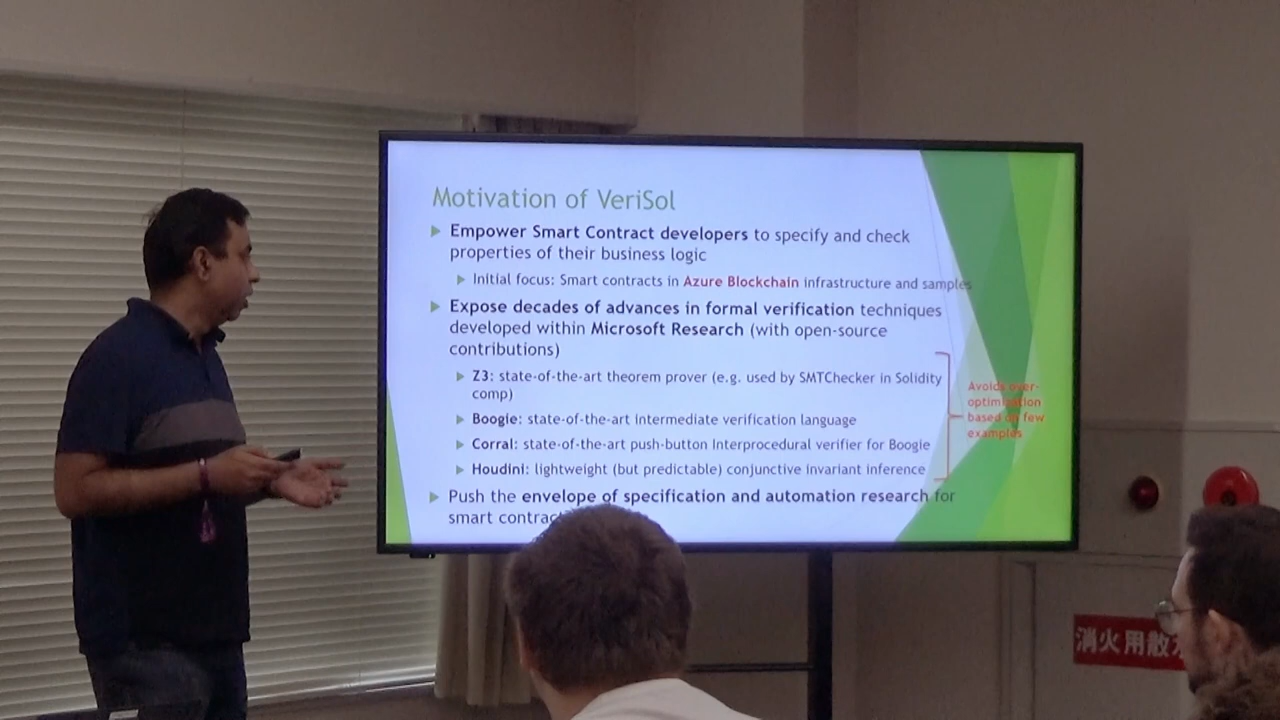 Motivation of VeriSol
Empower Smart Contract developers to specify and check
properties of their business logic
Initial focus: Smart contracts in Azure Blockchain infrastructure and samples
Expose decades of advances in formal verification techniques
developed within Microsoft Research (with open-source
contributions)
Z3: state-of-the-art theorem prover (e.g. used by SMTChecker in Solidity
comp)
Boogie: state-of-the-art intermediate verification language
Corral: state-of-the-art push-button Interprocedural verifier for Boogie
Houdini: lightweight (but predictable) conjunctive invariant inference
Avoids over-
optimization
based on few
examples
Push the envelope of specification and automation research for
smart contrac
消火用散水